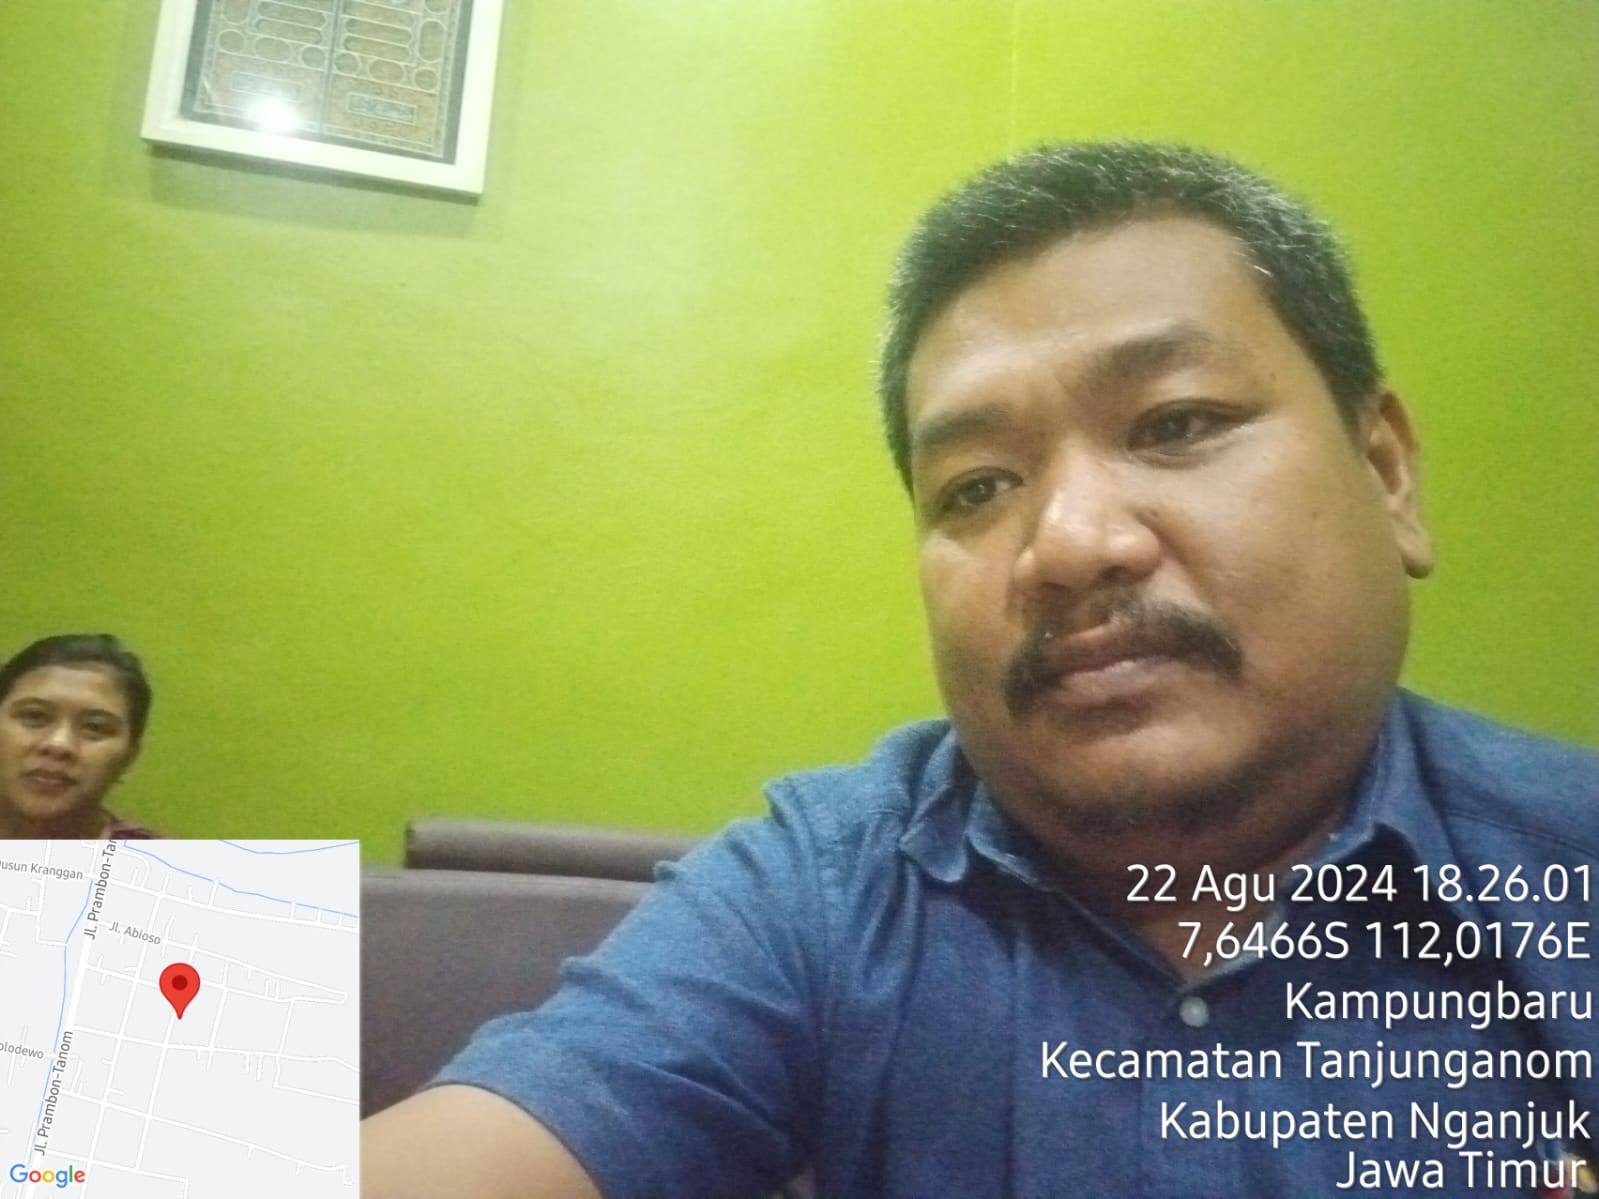 22 Agu 2024 18.26.01
7,6466S 112,0176E
Kampungbaru
Kecamatan Tanjunganom
Kabupaten Nganjuk
Jawa Timur
Dusun Kranggan
Jl. Prambon-Tan
Jl. Abioso
olodewo
Jl. Prambon-Tanom
Google